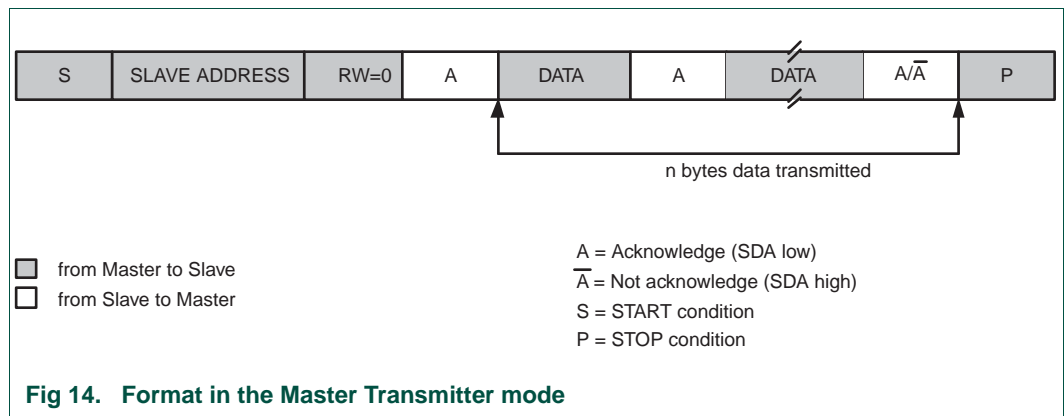 S SLAVE ADDRESS RW=0 A DATA A DATA A/A̅ P
n bytes data transmitted
from Master to Slave
from Slave to Master
A = Acknowledge (SDA low)
A̅ = Not acknowledge (SDA high)
S = START condition
P = STOP condition
Fig 14. Format in the Master Transmitter mode